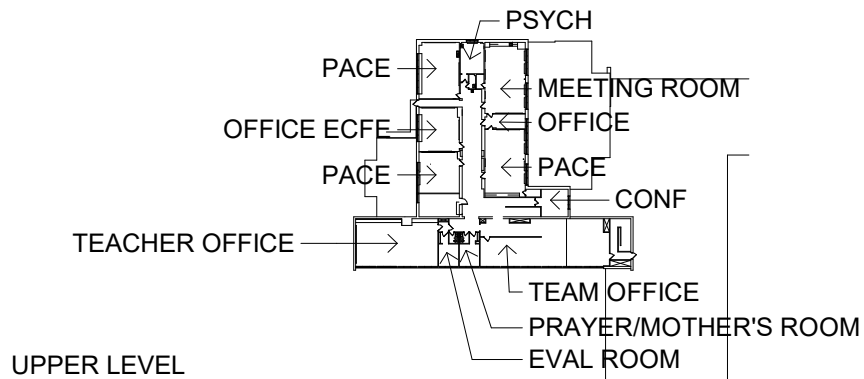 PSYCH
PACE
MEETING ROOM
OFFICE ECFE
OFFICE
PACE
PACE
CONF
TEACHER OFFICE
TEAM OFFICE
PRAYER/MOTHER'S ROOM
EVAL ROOM
UPPER LEVEL